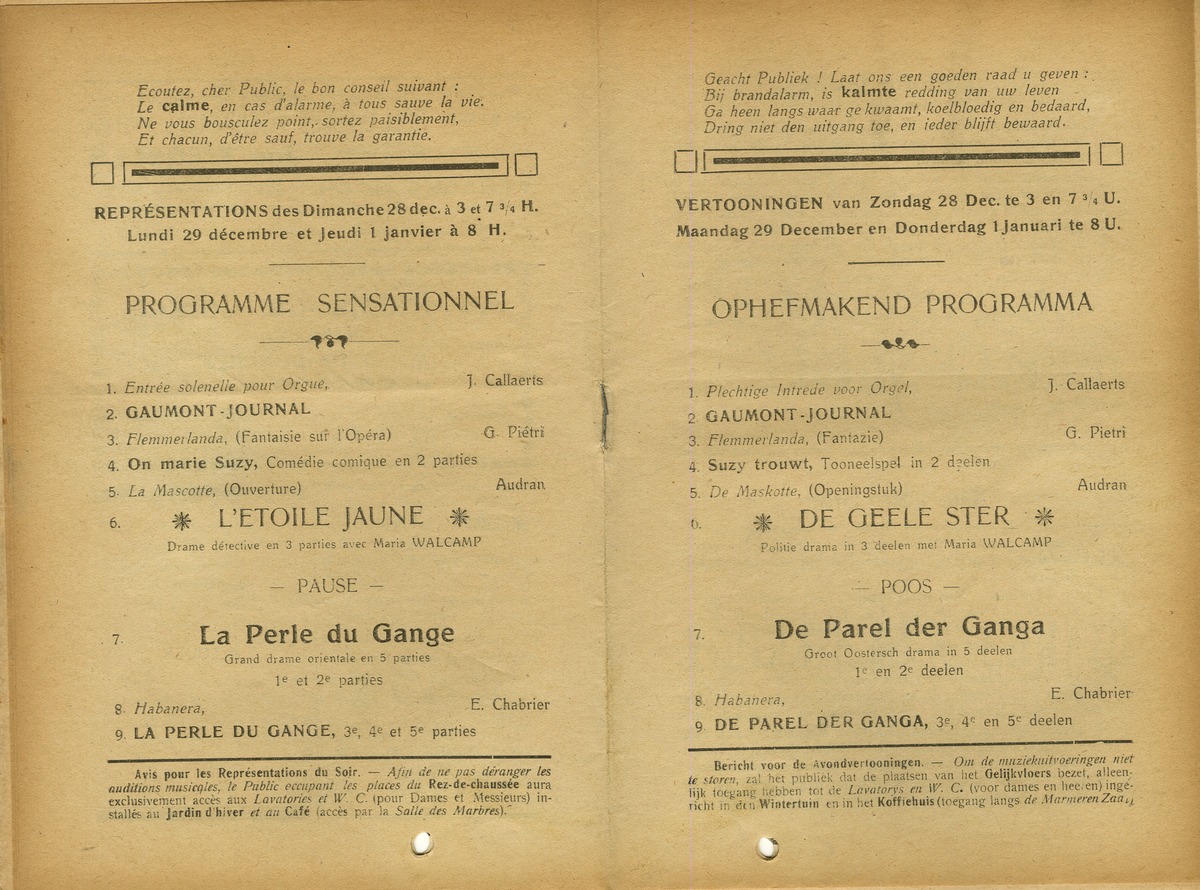 Ecoutez, cher Public, le bon conseil suivant :
Le calme, en cas d'alarme, à tous sauve la vie.
Ne vous bousculez point, sortez paisiblement,
Et chacun, d'être sauf, trouve la garantie.
REPRÉSENTATIONS des Dimanche 28 dec. à 3 et 7 3/4 H.
Lundi 29 décembre et Jeudi 1 janvier à 8 H.
PROGRAMME SENSATIONNEL
1. Entrée solenelle pour Orgue, J. Callaerts
2. GAUMONT-JOURNAL
3. Flemmerlanda, (Fantaisie sur l'Opéra) G. Piétri
4. On marie Suzy, Comédie comique en 2 parties
5. La Mascotte, (Ouverture) Audran
6. L'ETOILE JAUNE
Drame détective en 3 parties avec Maria WALCAMP
— PAUSE —
7. La Perle du Gange
Grand drame orientale en 5 parties
1e et 2e parties
8. Habanera, E. Chabrier
9. LA PERLE DU GANGE, 3e, 4e et 5e parties
Avis pour les Représentations du Soir. — Afin de ne pas déranger les
auditions musicales, le Public occupant les places du Rez-de-chaussée aura
exclusivement accès aux Lavatories et W. C. (pour Dames et Messieurs) in-
stallés au Jardin d'hiver et au Café (accès par la Salle des Marbres).
Geacht Publiek ! Laat ons een goeden raad u geven :
Bij brandalarm, is kalmte redding van uw leven
Ga heen langs waar ge kwaamt, koelbloedig en bedaard,
Dring niet den uitgang toe, en ieder blijft bewaard.
VERTOONINGEN van Zondag 28 Dec. te 3 en 7 3/4 U.
Maandag 29 December en Donderdag 1 Januari te 8 U.
OPHEFMAKEND PROGRAMMA
1. Plechtige Intrede voor Orgel, J. Callaerts
2 GAUMONT-JOURNAL
3. Flemmerlanda, (Fantazie) G. Pietri
4. Suzy trouwt, Tooneelspel in 2 deelen
5. De Maskotte, (Openingstuk) Audran
6. DE GEELE STER
Politie drama in 3 deelen met Maria WALCAMP
— POOS —
7. De Parel der Ganga
Groot Oostersch drama in 5 deelen
1e en 2e deelen
8. Habanera, E. Chabrier
9. DE PAREL DER GANGA, 3e, 4e en 5e deelen
Bericht voor de Avondvertooningen. — Om de muziekuitvoeringen niet
te storen, zal het publiek dat de plaatsen van het Gelijkvloers bezet, alleen-
lijk toegang hebben tot de Lavatorys en W. C. (voor dames en heeren) inge-
richt in den Wintertuin en in het Koffiehuis (toegang langs de Marmeren Zaal)